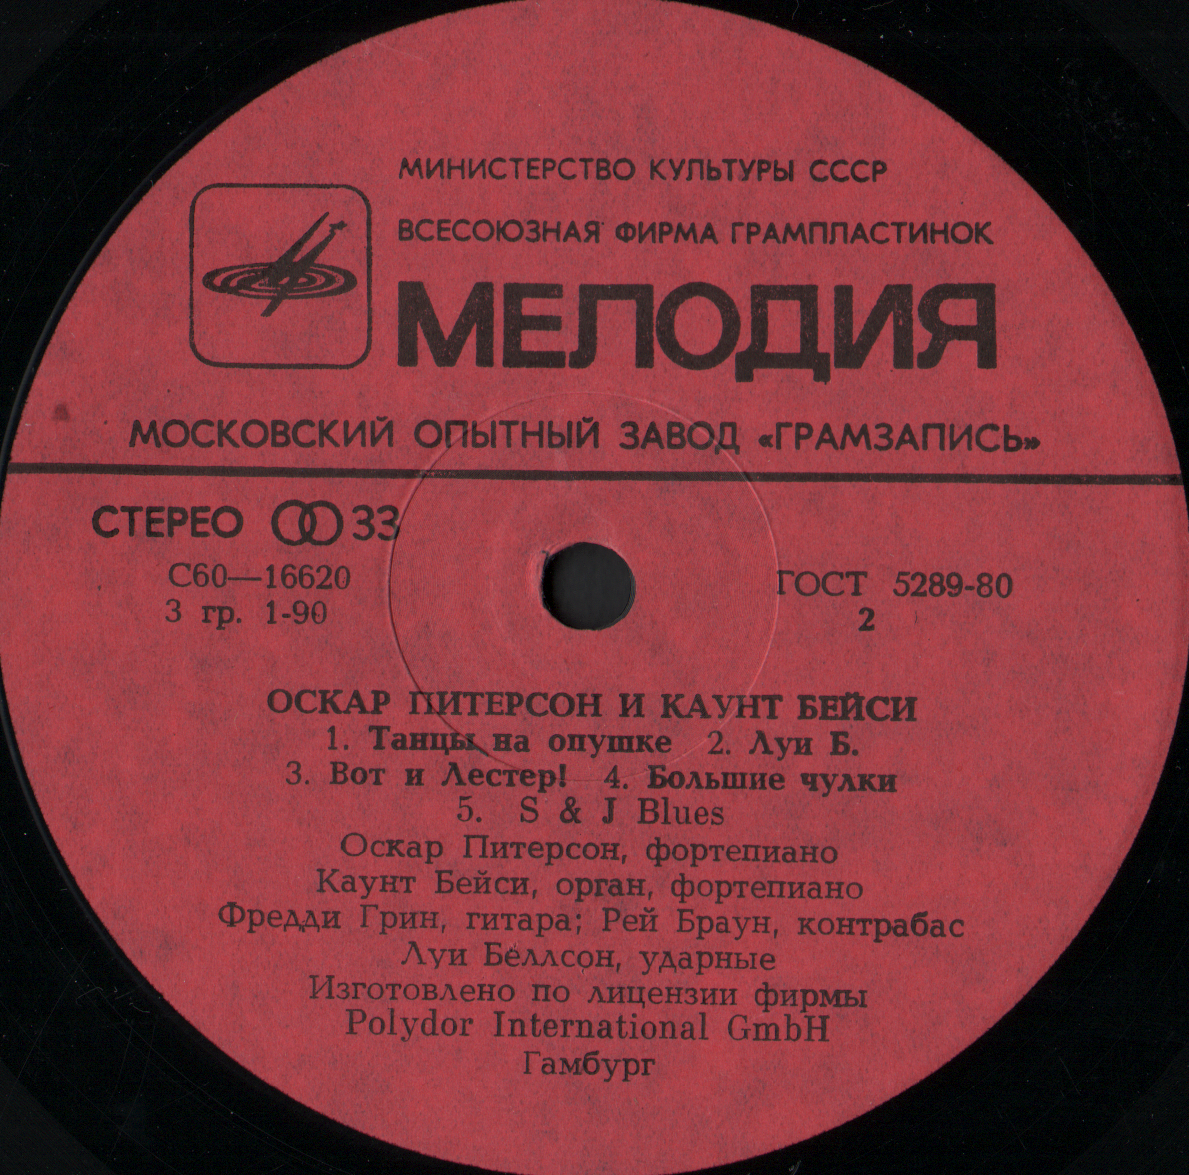 МИНИСТЕРСТВО КУЛЬТУРЫ СССР
ВСЕСОЮЗНАЯ ФИРМА ГРАМПЛАСТИНОК
МЕЛОДИЯ
МОСКОВСКИЙ ОПЫТНЫЙ ЗАВОД «ГРАМЗАПИСЬ»
СТЕРЕО 33
С60—16620
3 гр. 1-90
ГОСТ 5289-80
2
ОСКАР ПИТЕРСОН И КАУНТ БЕЙСИ
1. Танцы на опушке 2. Луи Б.
3. Вот и Лестер! 4. Большие чулки
5. S & J Blues
Оскар Питерсон, фортепиано
Каунт Бейси, орган, фортепиано
Фредди Грин, гитара; Рей Браун, контрабас
Луи Беллсон, ударные
Изготовлено по лицензии фирмы
Polydor International GmbH
Гамбург